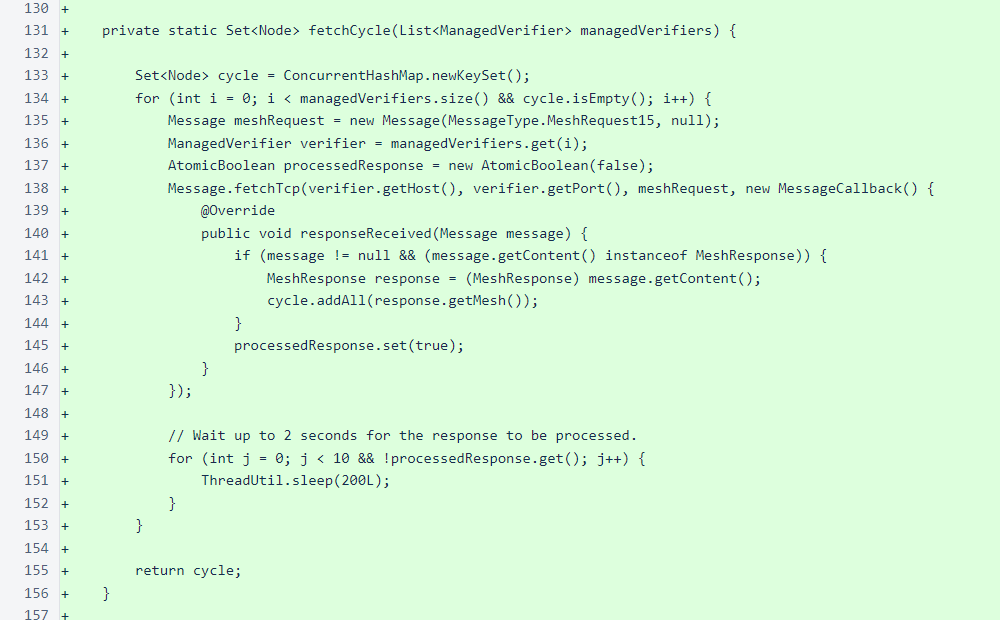 130 +
131 +    private static Set<Node> fetchCycle(List<ManagedVerifier> managedVerifiers) {
132 +
133 +        Set<Node> cycle = ConcurrentHashMap.newKeySet();
134 +        for (int i = 0; i < managedVerifiers.size() && cycle.isEmpty(); i++) {
135 +            Message meshRequest = new Message(MessageType.MeshRequest15, null);
136 +            ManagedVerifier verifier = managedVerifiers.get(i);
137 +            AtomicBoolean processedResponse = new AtomicBoolean(false);
138 +            Message.fetchTcp(verifier.getHost(), verifier.getPort(), meshRequest, new MessageCallback() {
139 +                @Override
140 +                public void responseReceived(Message message) {
141 +                    if (message != null && (message.getContent() instanceof MeshResponse)) {
142 +                        MeshResponse response = (MeshResponse) message.getContent();
143 +                        cycle.addAll(response.getMesh());
144 +                    }
145 +                    processedResponse.set(true);
146 +                }
147 +            });
148 +
149 +            // Wait up to 2 seconds for the response to be processed.
150 +            for (int j = 0; j < 10 && !processedResponse.get(); j++) {
151 +                ThreadUtil.sleep(200L);
152 +            }
153 +        }
154 +
155 +        return cycle;
156 +    }
157 +